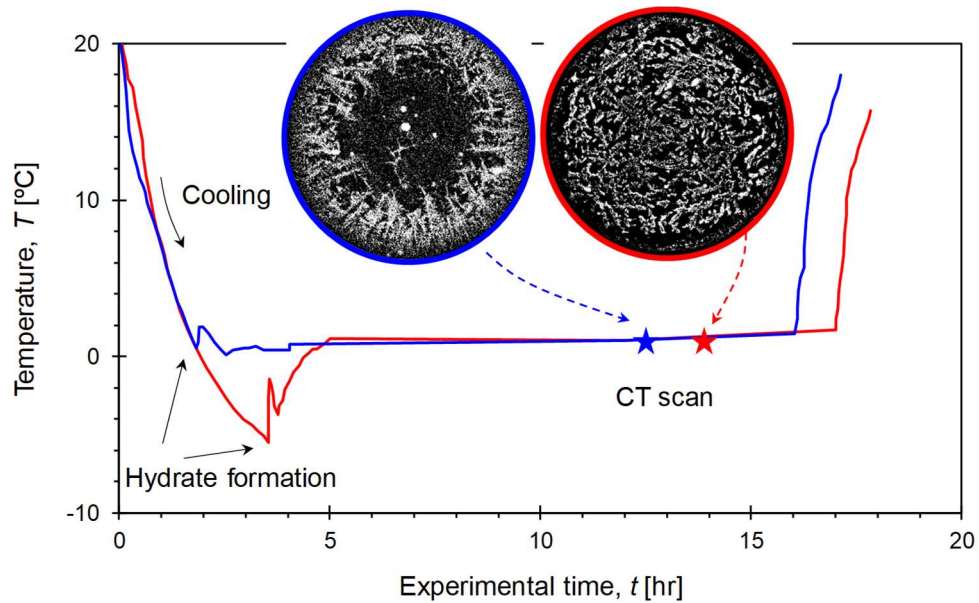 20
10
0
-10
Temperature, T [ºC]
Cooling
Hydrate formation
CT scan
0
5
10
15
20
Experimental time, t [hr]